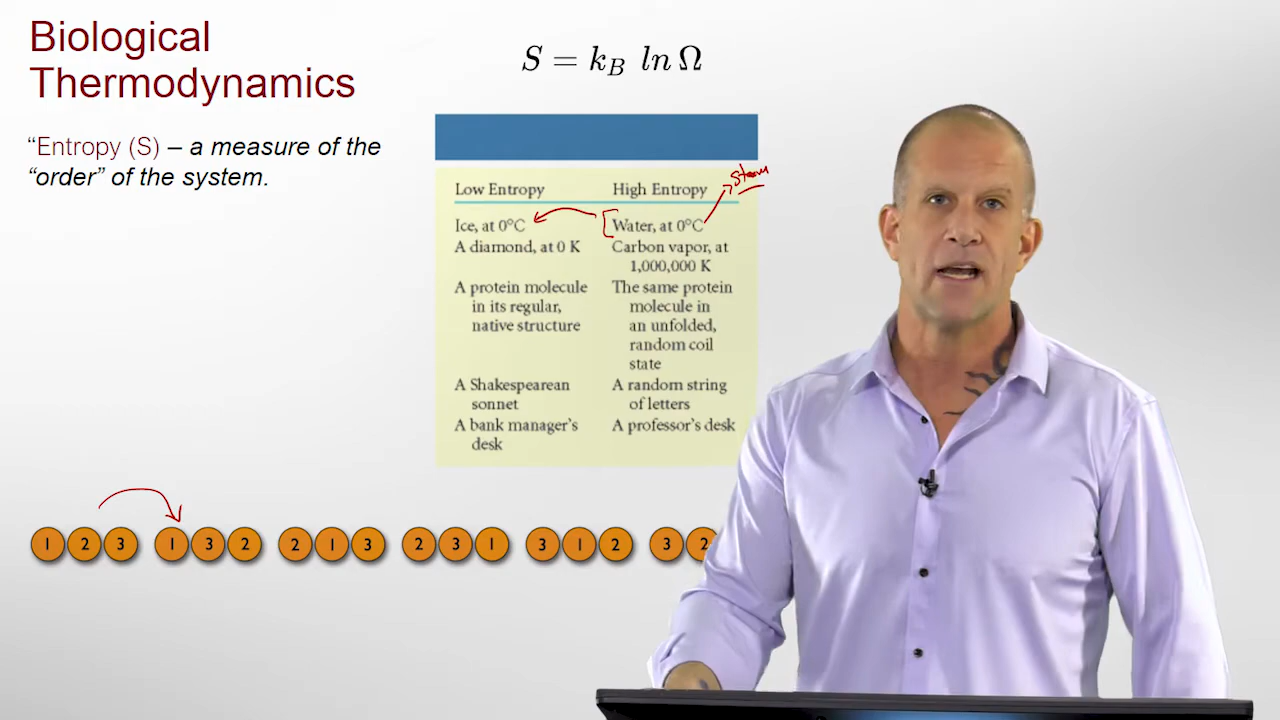 Biological
Thermodynamics
S = k_B ln Ω
“Entropy (S) – a measure of the
“order” of the system.
Steam
Low Entropy High Entropy
Ice, at 0°C Water, at 0°C
A diamond, at 0 K Carbon vapor, at
1,000,000 K
A protein molecule The same protein
in its regular, molecule in
native structure an unfolded,
random coil
state
A Shakespearean A random string
sonnet of letters
A bank manager’s A professor’s desk
desk
1 2 3 1 3 2 2 1 3 2 3 1 3 1 2 3 2